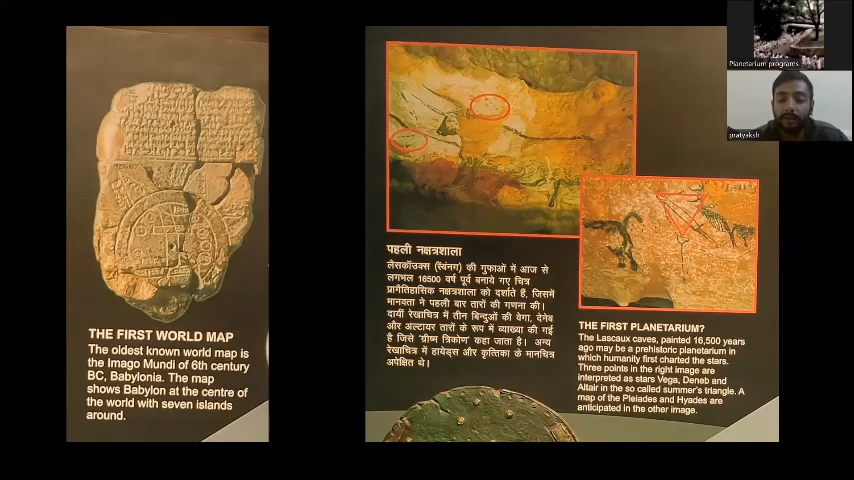 THE FIRST WORLD MAP
The oldest known world map is
the Imago Mundi of 6th century
BC, Babylonia. The map
shows Babylon at the centre of
the world with seven islands
around.
पहली नक्षत्रशाला
लैसकॉउक्स (स्पेनिग) की गुफाओं में आज से
लगभल 16500 वर्ष पूर्व बनाये गए चित्र
प्रागैतिहासिक नक्षत्रशाला को दर्शाते हैं, जिसमें
मानवता ने पहली बार तारों की गणना की।
दायीं रेखाचित्र में तीन बिन्दुओं की वेगा, देनेब
और अल्टायर तारों के रूप में व्याख्या की गई
है जिसे 'ग्रीष्म त्रिकोण' कहा जाता है। अन्य
रेखाचित्र में हायेड्स और कृत्तिका के मानचित्र
अपेक्षित थे।
THE FIRST PLANETARIUM?
The Lascaux caves, painted 16,500 years
ago may be a prehistoric planetarium in
which humanity first charted the stars.
Three points in the right image are
interpreted as stars Vega, Deneb and
Altair in the so called summer's triangle. A
map of the Pleiades and Hyades are
anticipated in the other image.
Planetarium programs
pratyaksh